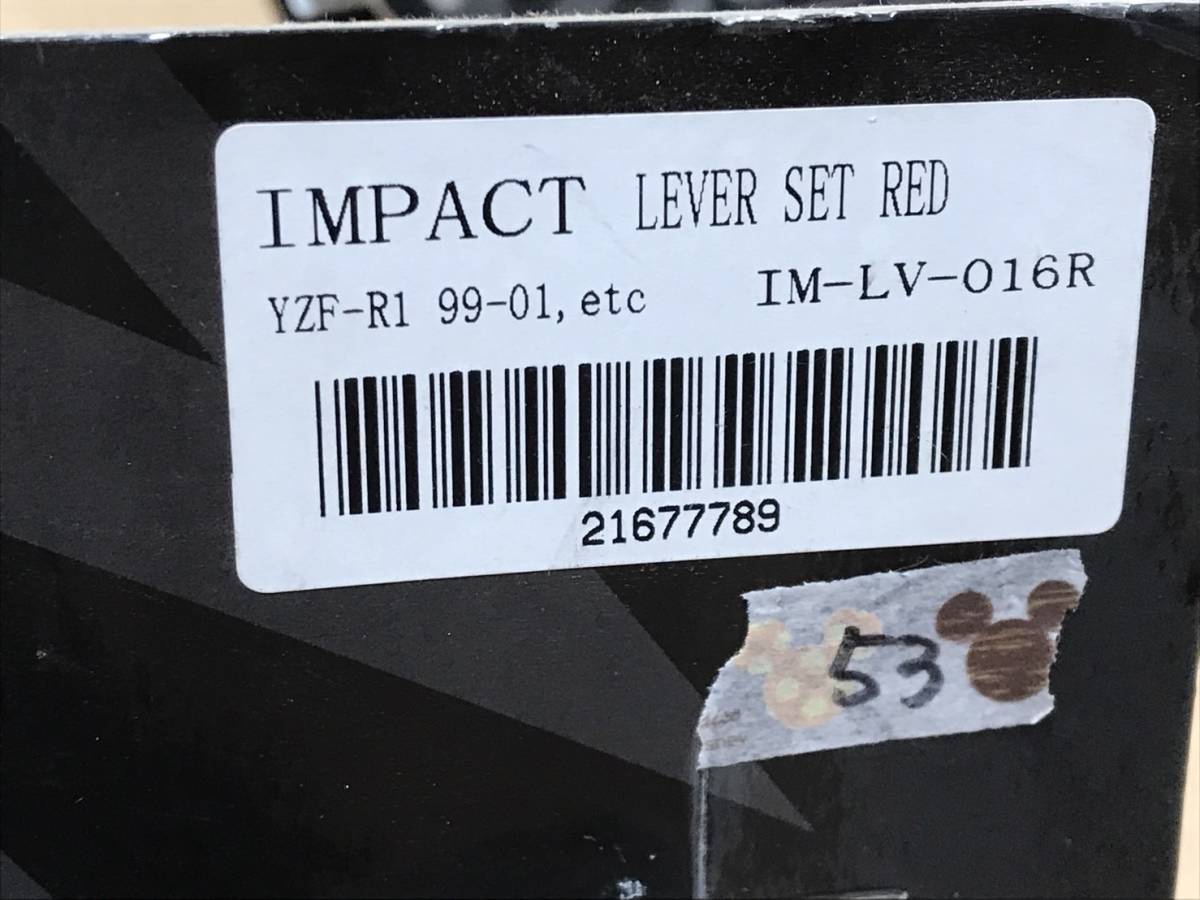 IMPACT LEVER SET RED
YZF-R1 99-01, etc IM-LV-016R
21677789
53